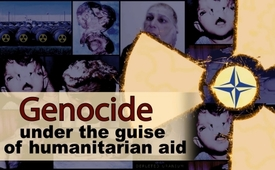 Genocide
under the guise
of humanitarian aid